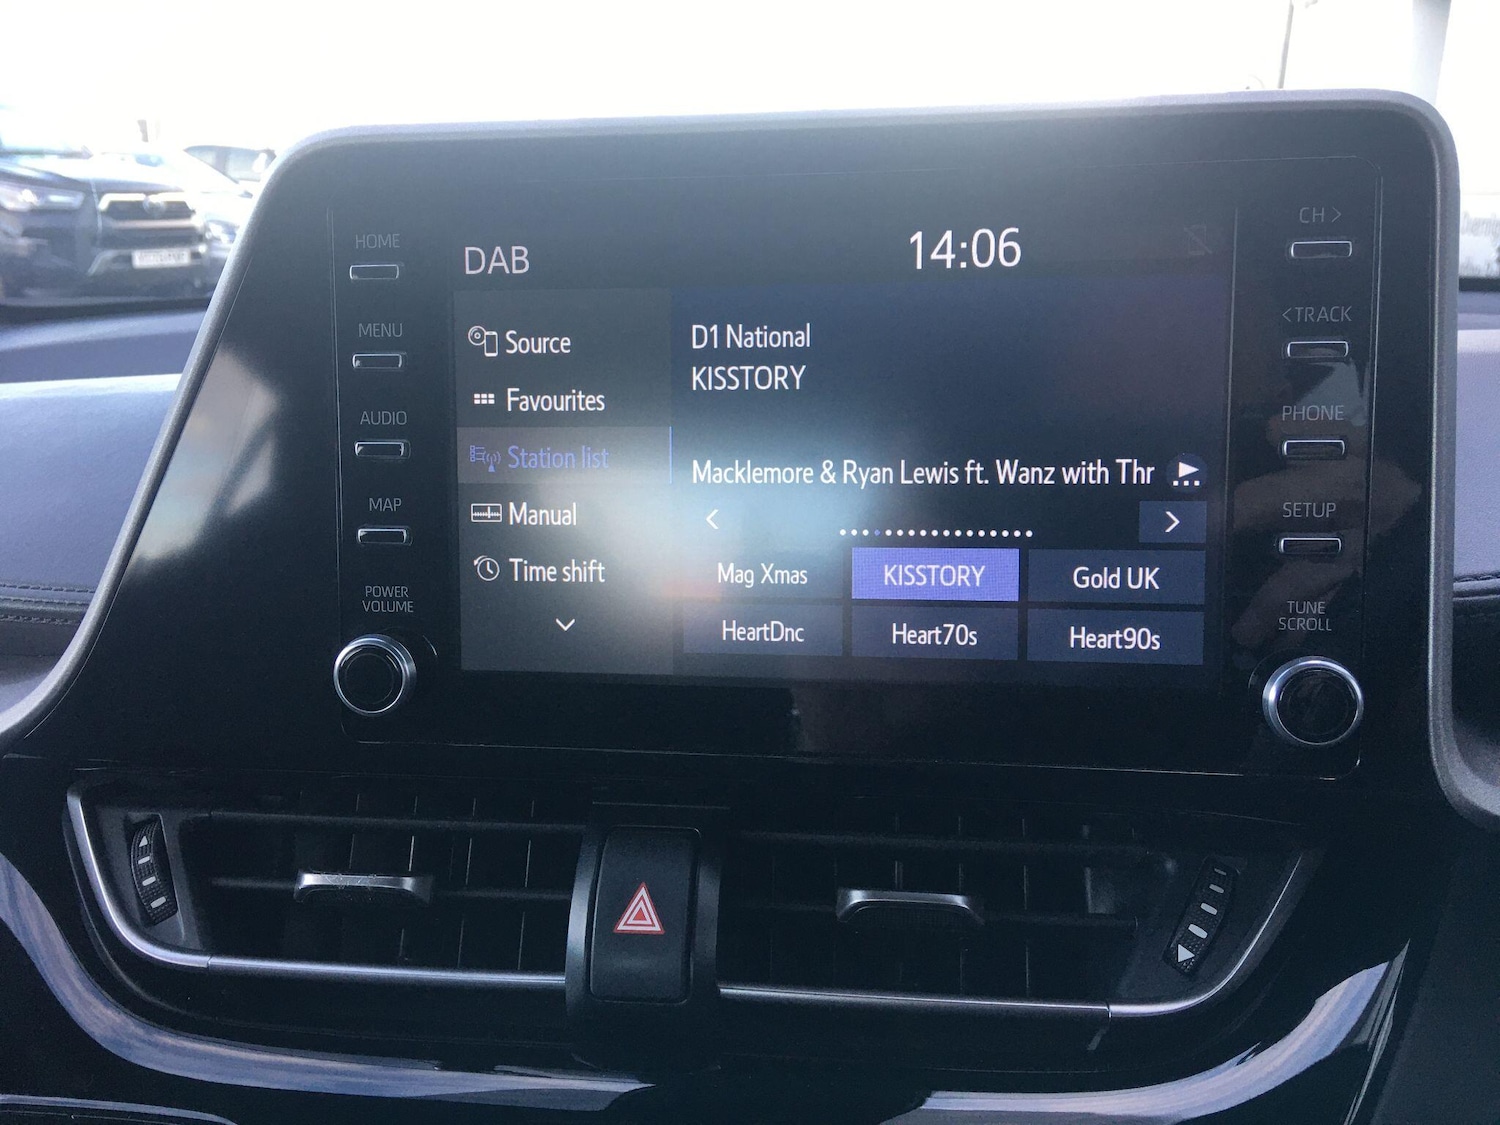 HOME
MENU
AUDIO
MAP
POWER
VOLUME
DAB
14:06
Source
Favourites
Station list
Manual
Time shift
D1 National
KISSTORY
Macklemore & Ryan Lewis ft. Wanz with Thr
Mag Xmas
KISSTORY
Gold UK
HeartDnc
Heart70s
Heart90s
CH >
< TRACK
PHONE
SETUP
TUNE
SCROLL